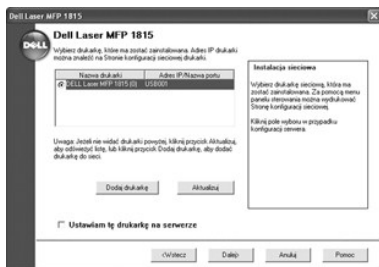 Dell Laser MFP 1815
DELL
Dell Laser MFP 1815
Wybierz drukarkę, które ma zostać zainstalowana. Adres IP drukarki
można znaleźć na Stronie konfiguracji sieciowej drukarki.
Nazwa drukarki Adres IP/Nazwa portu
DELL Laser MFP 1815 (0) USB001
Uwaga: Jeżeli nie widać drukarki powyżej, kliknij przycisk Aktualizuj,
aby odświeżyć listę, lub kliknij przycisk Dodaj drukarkę, aby dodać
drukarkę do sieci.
Dodaj drukarkę Aktualizuj
Ustawiam tę drukarkę na serwerze
Instalacja sieciowa
Wybierz drukarkę sieciową, która ma
zostać zainstalowana. Za pomocą menu
panelu sterowania można wydrukować
Stronę konfiguracji sieciowej.
Kliknij pole wyboru w przypadku
konfiguracji serwera.
<Wstecz Dalej> Anuluj Pomoc